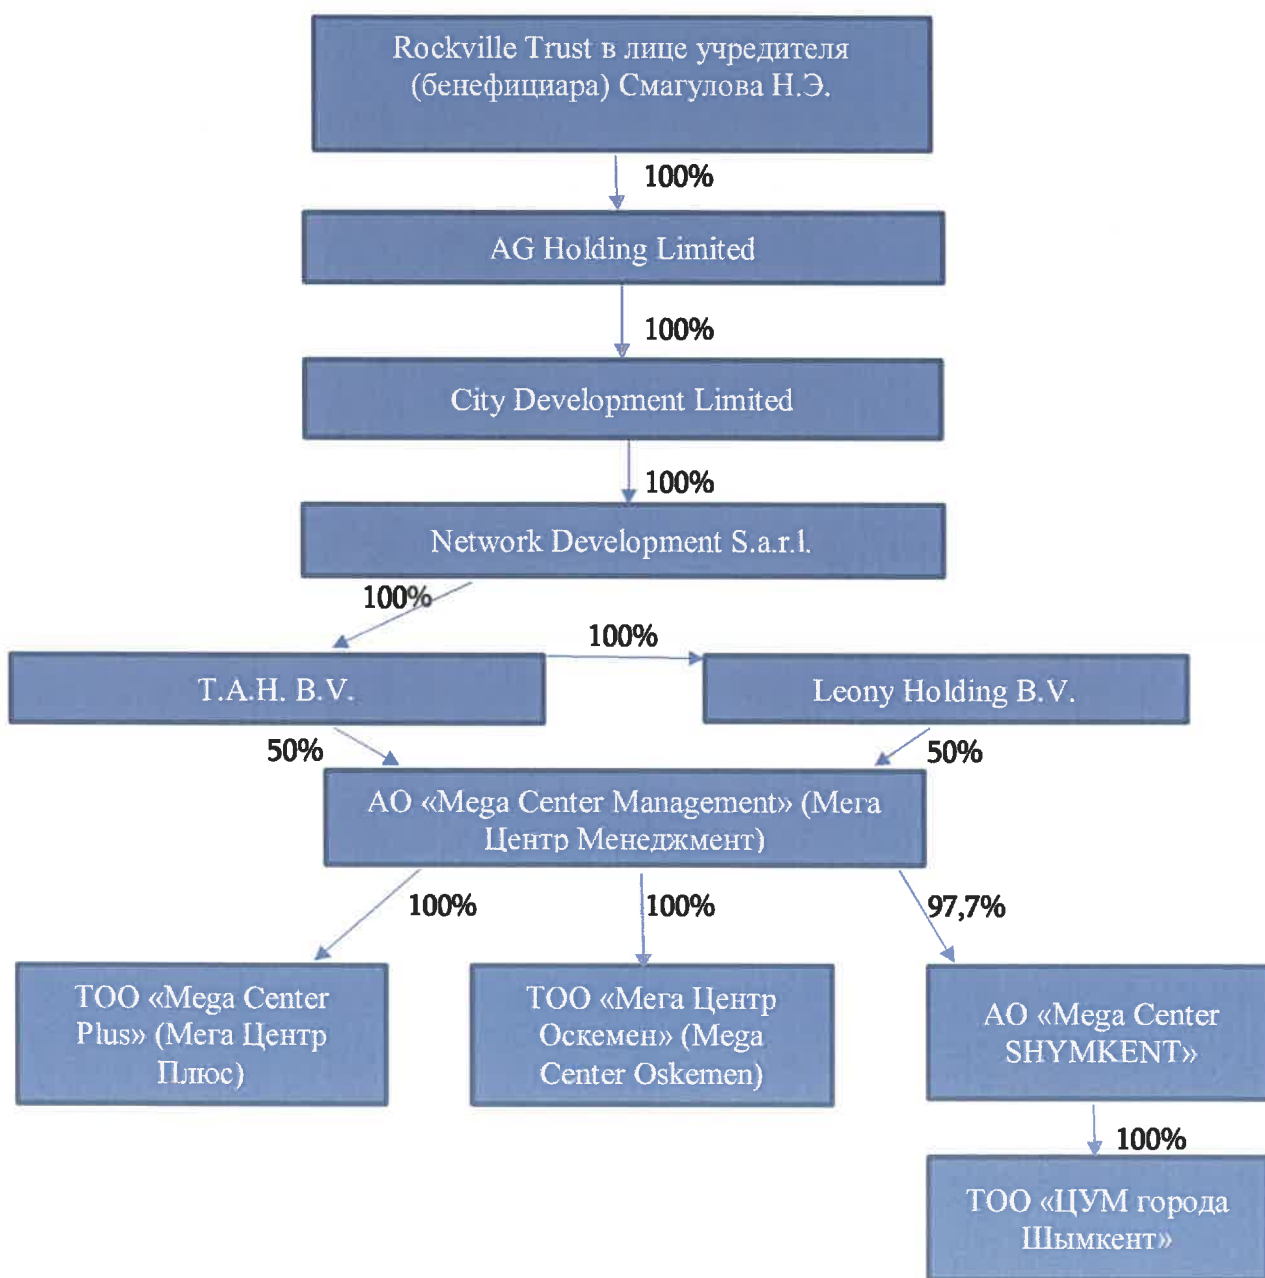 Rockville Trust в лице учредителя
(бенефициара) Смагулова Н.Э.
100%
AG Holding Limited
100%
City Development Limited
100%
Network Development S.a.r.l.
100%
100%
T.A.H. B.V.
Leony Holding B.V.
50%
50%
АО «Mega Center Management» (Мега
Центр Менеджмент)
100%
100%
97,7%
ТОО «Mega Center
Plus» (Мега Центр
Плюс)
ТОО «Мега Центр
Оскемен» (Mega
Center Oskemen)
АО «Mega Center
SHYMKENT»
100%
ТОО «ЦУМ города
Шымкент»